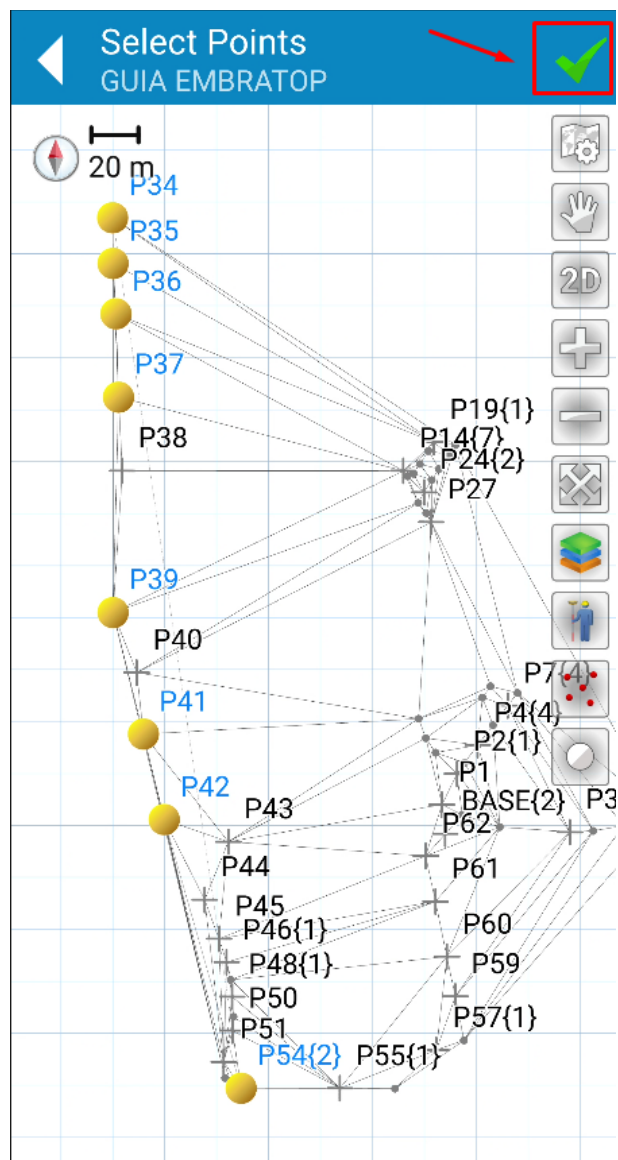 Select Points
GUIA EMBRATOP
20 m
P34
P35
P36
2D
P37
P19{1}
P38
P14{7}
P24{2}
P27
P39
P40
P7{4}
P41
P4{4}
P2{1}
P1
P42
BASE{2}
P3
P43
P62
P44
P61
P45
P46{1}
P60
P48{1}
P59
P50
P57{1}
P51
P54{2}
P55{1}